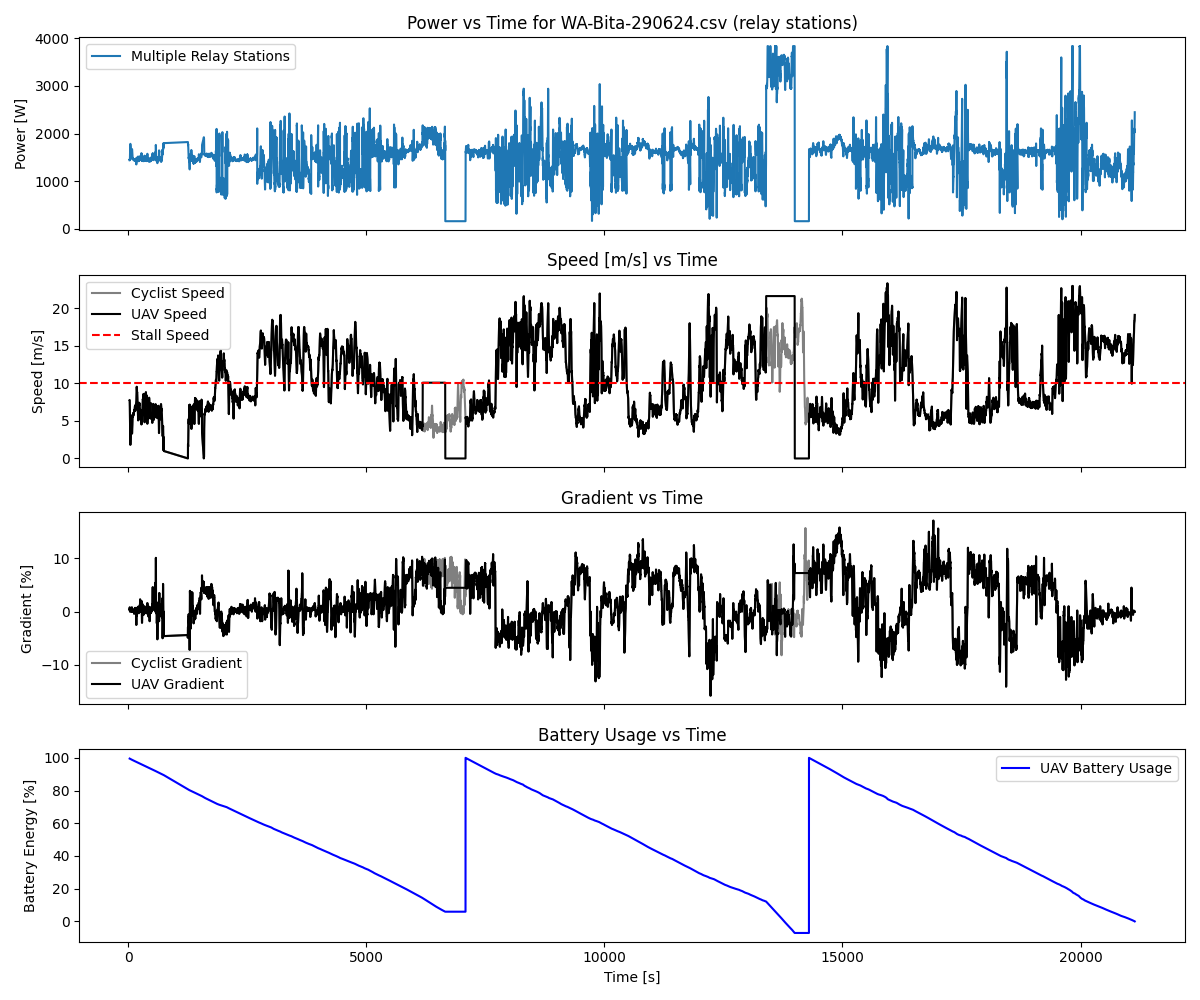 Power vs Time for WA-Bita-290624.csv (relay stations)
4000
3000
2000
1000
0
Power [W]
Multiple Relay Stations
Speed [m/s] vs Time
20
15
10
5
0
Speed [m/s]
Cyclist Speed
UAV Speed
Stall Speed
Gradient vs Time
10
0
−10
Gradient [%]
Cyclist Gradient
UAV Gradient
Battery Usage vs Time
100
80
60
40
20
0
Battery Energy [%]
UAV Battery Usage
0 5000 10000 15000 20000
Time [s]